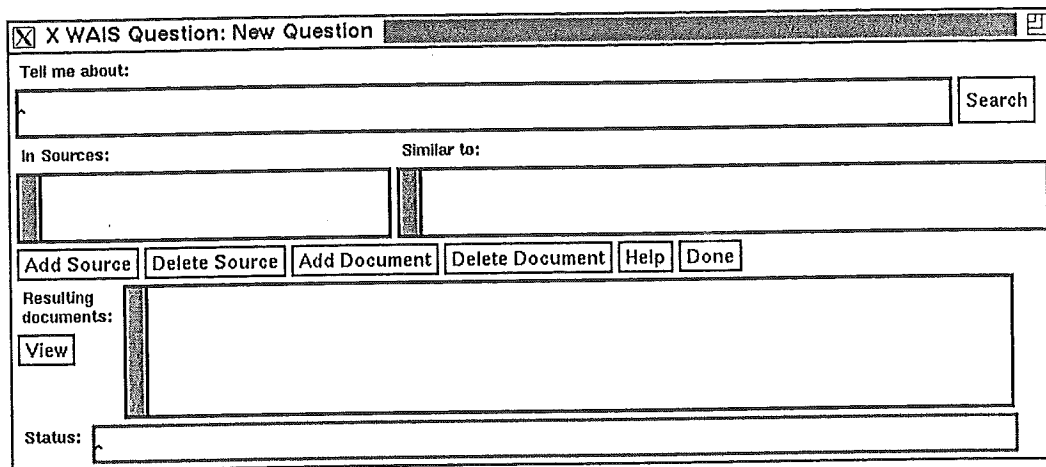 X WAIS Question: New Question
Tell me about:
Search
In Sources:
Similar to:
Add Source Delete Source Add Document Delete Document Help Done
Resulting
documents:
View
Status: